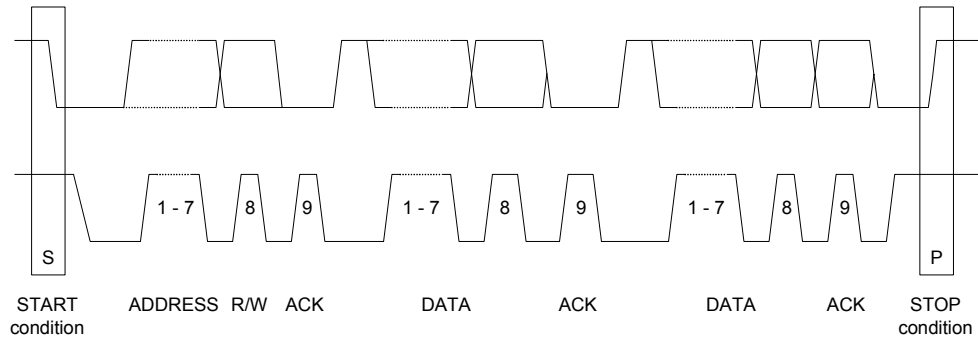 1 - 7 8 9 1 - 7 8 9 1 - 7 8 9
S P
START condition ADDRESS R/W ACK DATA ACK DATA ACK STOP condition